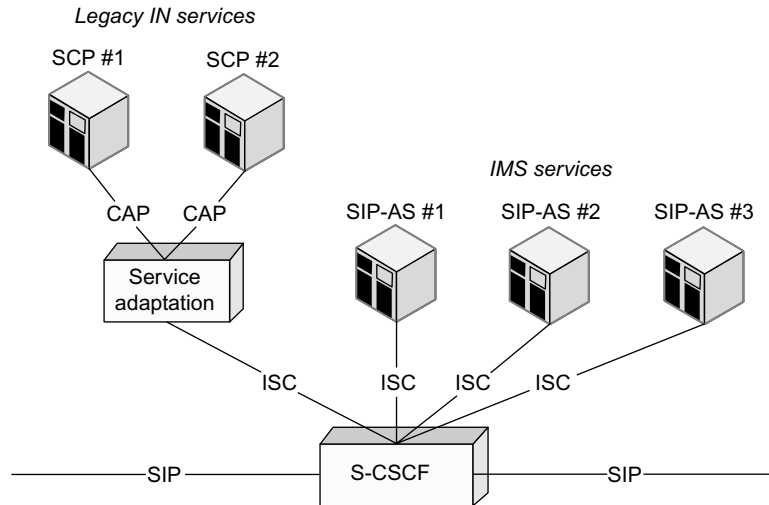 Legacy IN services
SCP #1
SCP #2
IMS services
CAP
CAP
SIP-AS #1
SIP-AS #2
SIP-AS #3
Service
adaptation
ISC
ISC
ISC
ISC
SIP
S-CSCF
SIP